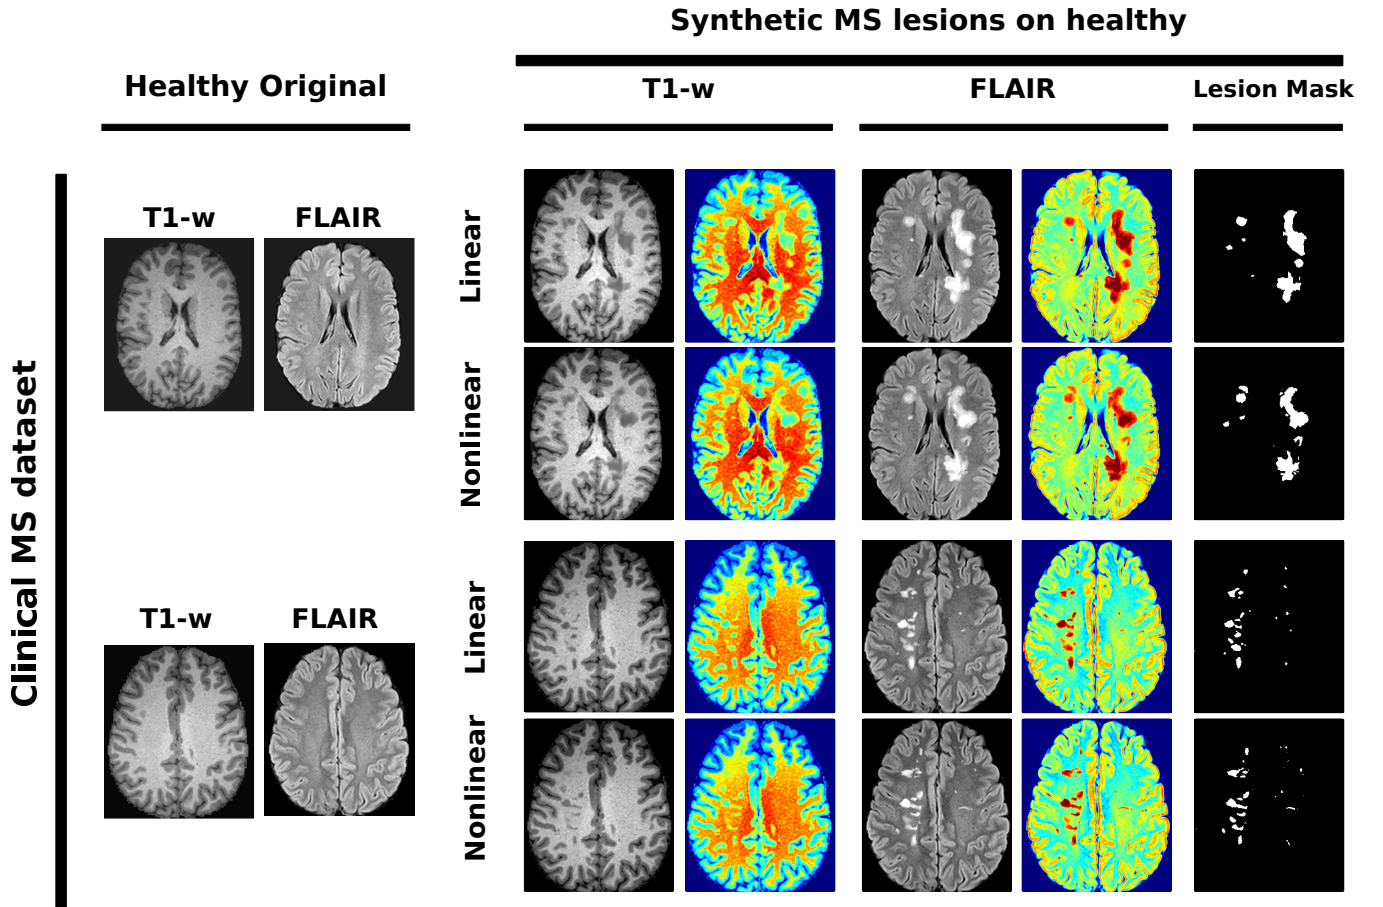 Synthetic MS lesions on healthy
Healthy Original
T1-w
FLAIR
Lesion Mask
Clinical MS dataset
T1-w
FLAIR
Linear
Nonlinear
T1-w
FLAIR
Linear
Nonlinear